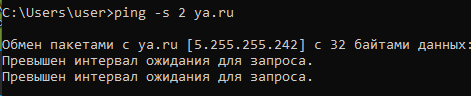 C:\Users\user>ping -s 2 ya.ru
Обмен пакетами с ya.ru [5.255.255.242] с 32 байтами данных:
Превышен интервал ожидания для запроса.
Превышен интервал ожидания для запроса.